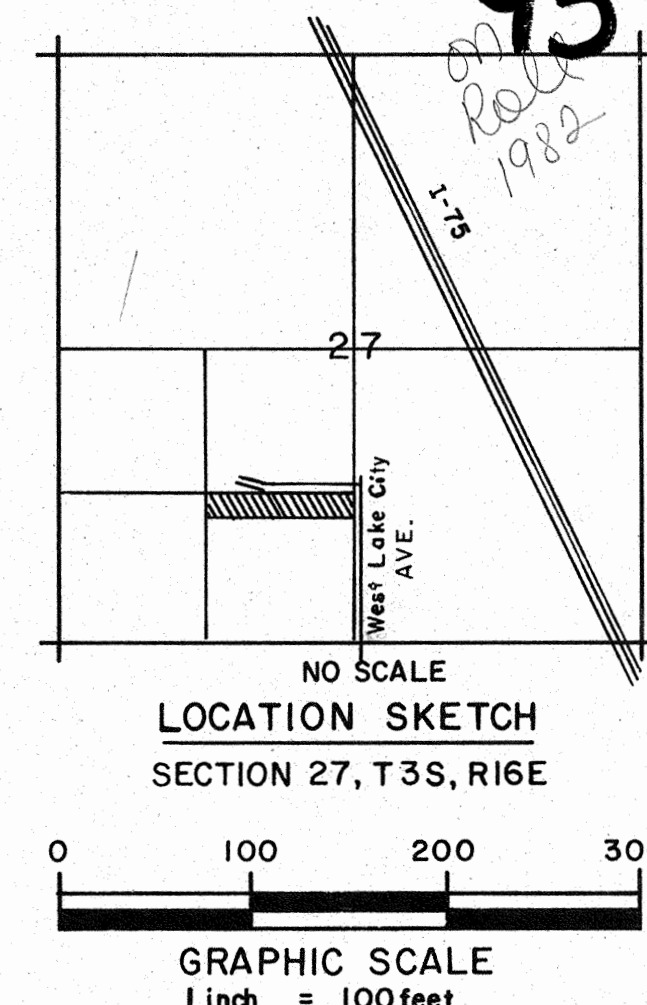 on
Roll
1982
I-75
27
West Lake City
AVE.
NO SCALE
LOCATION SKETCH
SECTION 27, T3S, R16E
0 100 200 30
GRAPHIC SCALE
1 inch = 100 feet